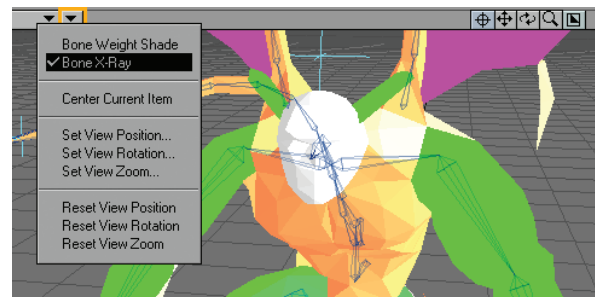 Bone Weight Shade
Bone X-Ray
Center Current Item
Set View Position...
Set View Rotation...
Set View Zoom...
Reset View Position
Reset View Rotation
Reset View Zoom